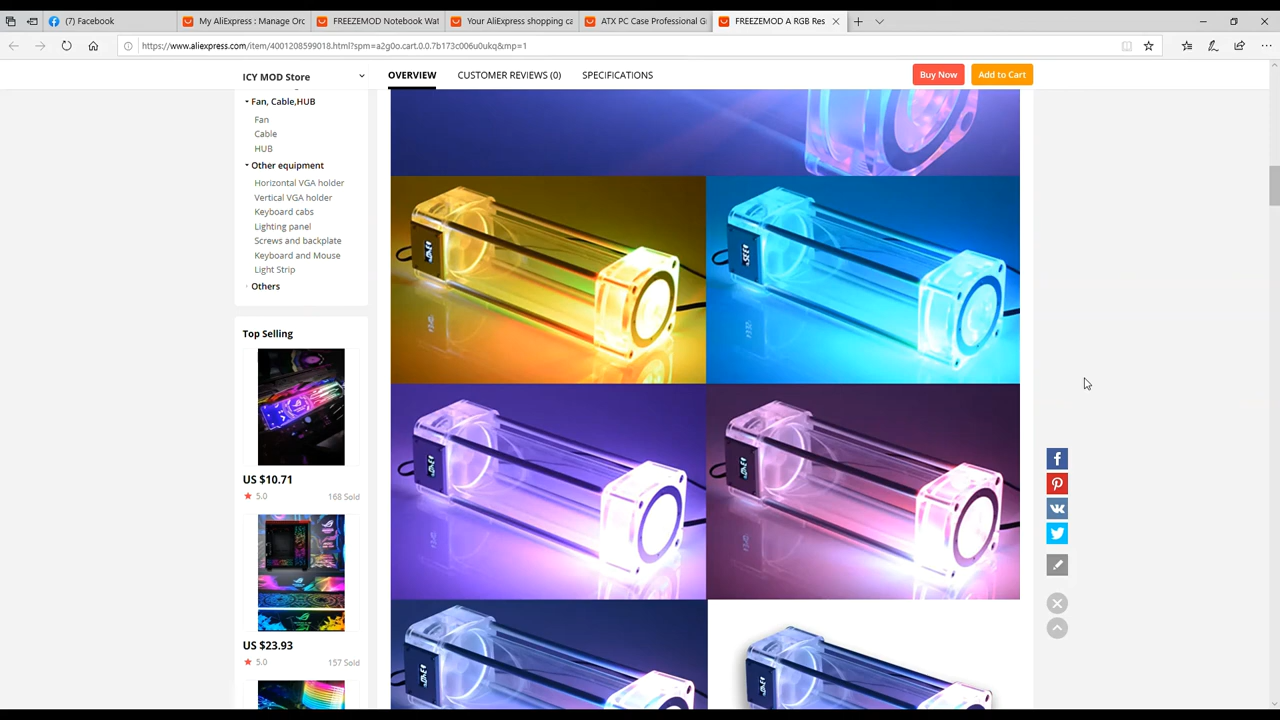 (7) Facebook
My AliExpress : Manage Orc
FREEZEMOD Notebook Wat
Your AliExpress shopping ca
ATX PC Case Professional G
FREEZEMOD A RGB Res
https://www.aliexpress.com/item/4001208599018.html?spm=a2g0o.cart.0.0.7b173c006u0ukq&mp=1
ICY MOD Store
OVERVIEW
CUSTOMER REVIEWS (0)
SPECIFICATIONS
Buy Now
Add to Cart
Fan, Cable,HUB
Fan
Cable
HUB
Other equipment
Horizontal VGA holder
Vertical VGA holder
Keyboard cabs
Lighting panel
Screws and backplate
Keyboard and Mouse
Light Strip
Others
Top Selling
US $10.71
5.0
168 Sold
US $23.93
5.0
157 Sold